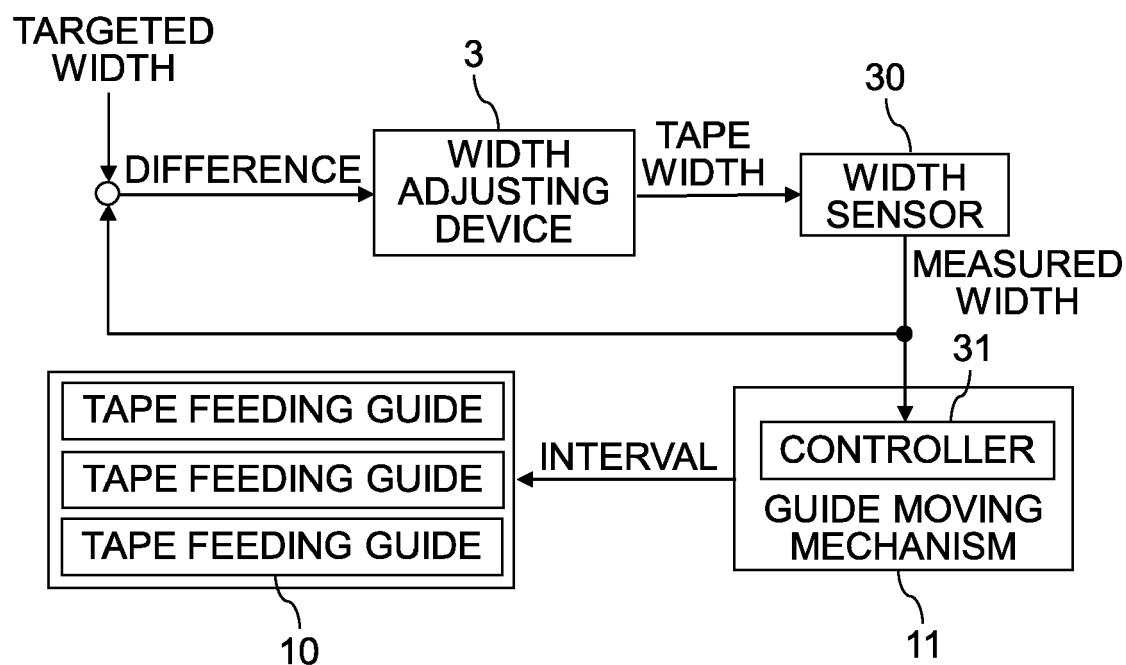 TARGETED
WIDTH
3
30
DIFFERENCE
WIDTH
ADJUSTING
DEVICE
TAPE
WIDTH
WIDTH
SENSOR
MEASURED
WIDTH
31
TAPE FEEDING GUIDE
TAPE FEEDING GUIDE
TAPE FEEDING GUIDE
INTERVAL
CONTROLLER
GUIDE MOVING
MECHANISM
10
11